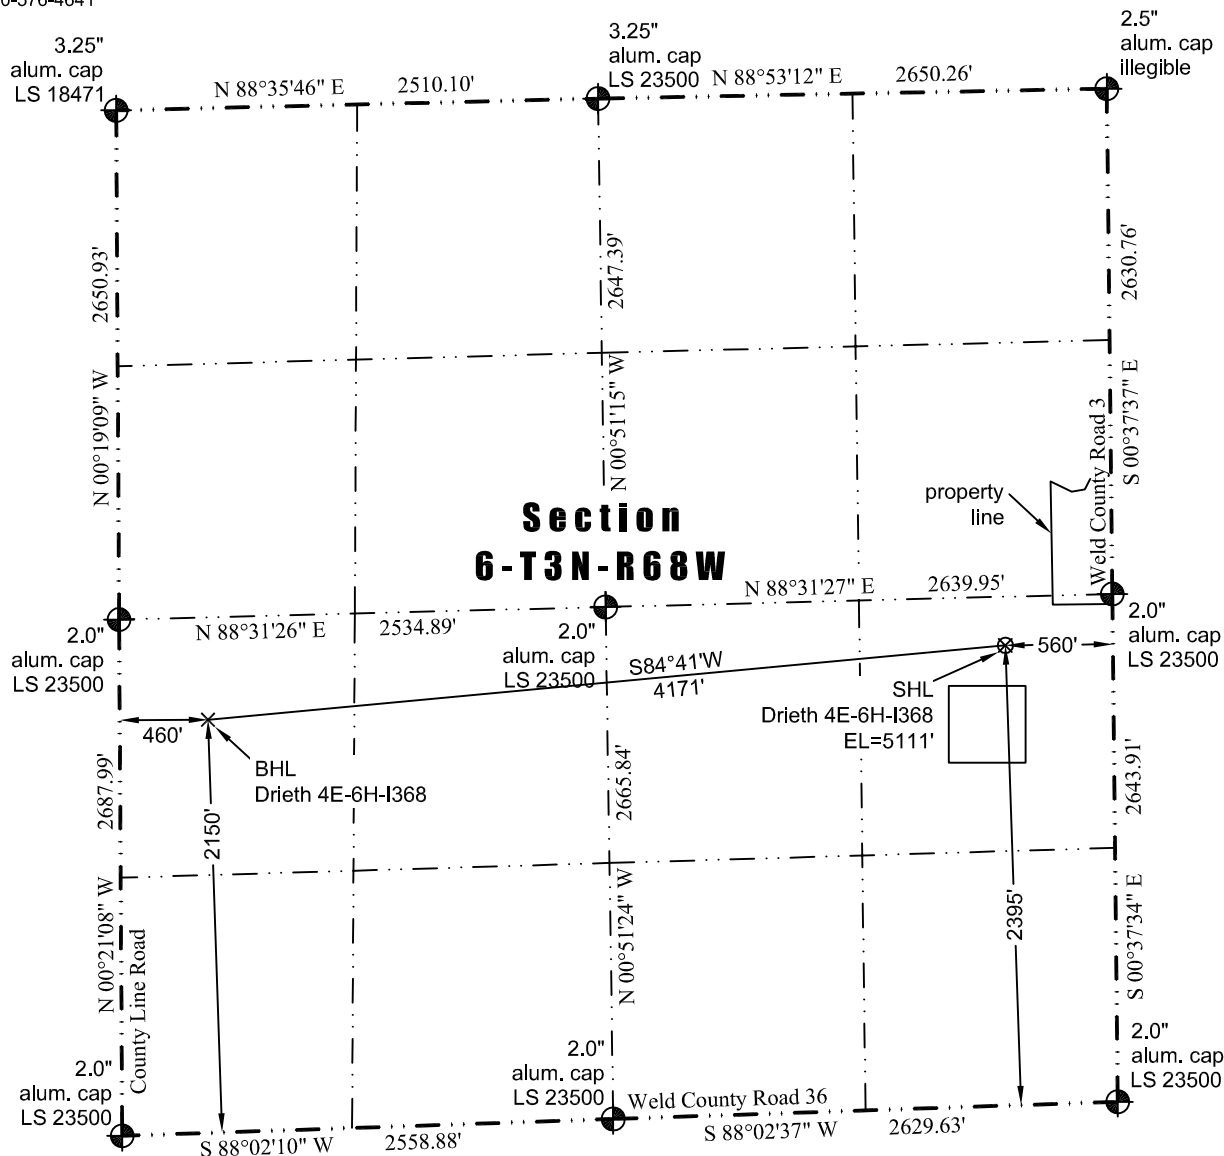 3.25"
alum. cap
LS 18471
N 88°35'46" E
2510.10'
3.25"
alum. cap
LS 23500
N 88°53'12" E
2650.26'
2.5"
alum. cap
illegible
2650.93'
2647.39'
2630.76'
N 00°19'09" W
N 00°51'15" W
S 00°37'37" E
Weld County Road 3
property
line
Section
6-T3N-R68W
N 88°31'26" E
2534.89'
N 88°31'27" E
2639.95'
2.0"
alum. cap
LS 23500
2.0"
alum. cap
LS 23500
2.0"
alum. cap
LS 23500
S84°41'W
4171'
560'
SHL
Drieth 4E-6H-I368
EL=5111'
460'
BHL
Drieth 4E-6H-I368
2687.99'
2150'
2665.84'
2643.91'
2395'
N 00°21'08" W
County Line Road
N 00°51'24" W
S 00°37'34" E
2.0"
alum. cap
LS 23500
2.0"
alum. cap
LS 23500
2.0"
alum. cap
LS 23500
Weld County Road 36
S 88°02'10" W
2558.88'
S 88°02'37" W
2629.63'